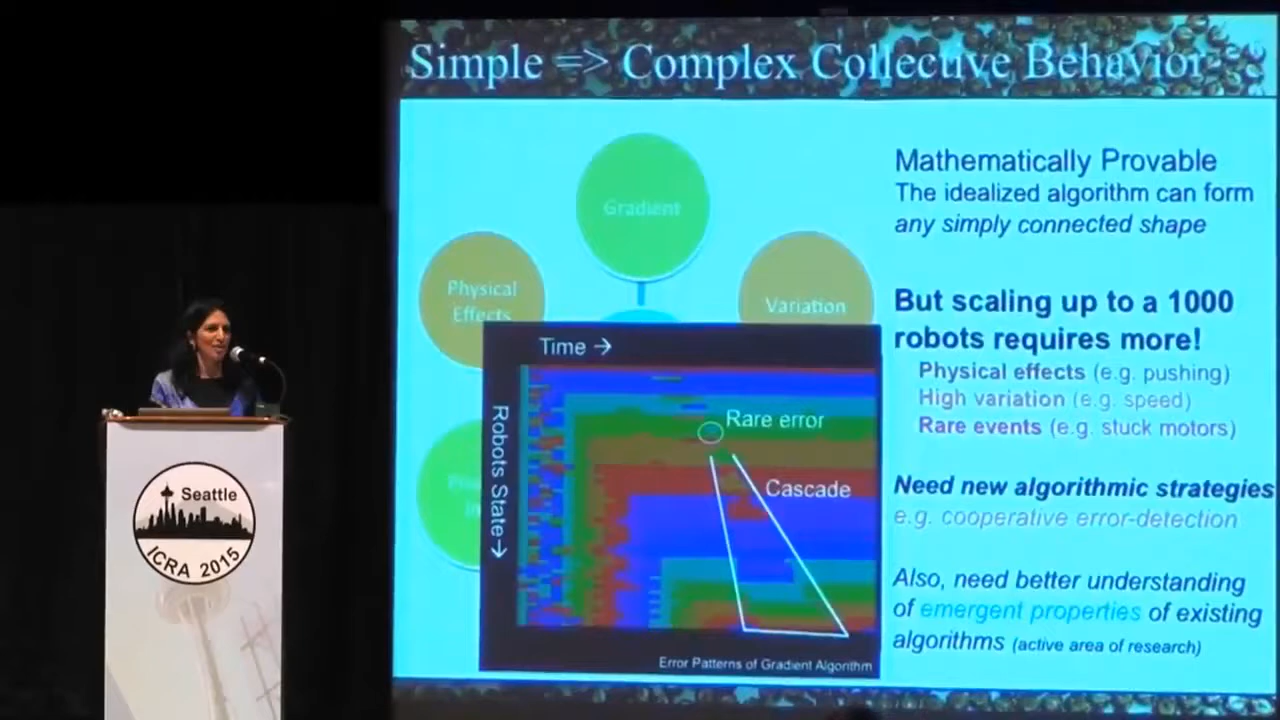 Simple => Complex Collective Behavior
Gradient
Physical
Effects
Variation
Mathematically Provable
The idealized algorithm can form
any simply connected shape
But scaling up to a 1000
robots requires more!
Physical effects (e.g. pushing)
High variation (e.g. speed)
Rare events (e.g. stuck motors)
Need new algorithmic strategies
e.g. cooperative error-detection
Also, need better understanding
of emergent properties of existing
algorithms (active area of research)
Time →
Robots State→
Rare error
Cascade
Error Patterns of Gradient Algorithm
Seattle
ICRA 2015